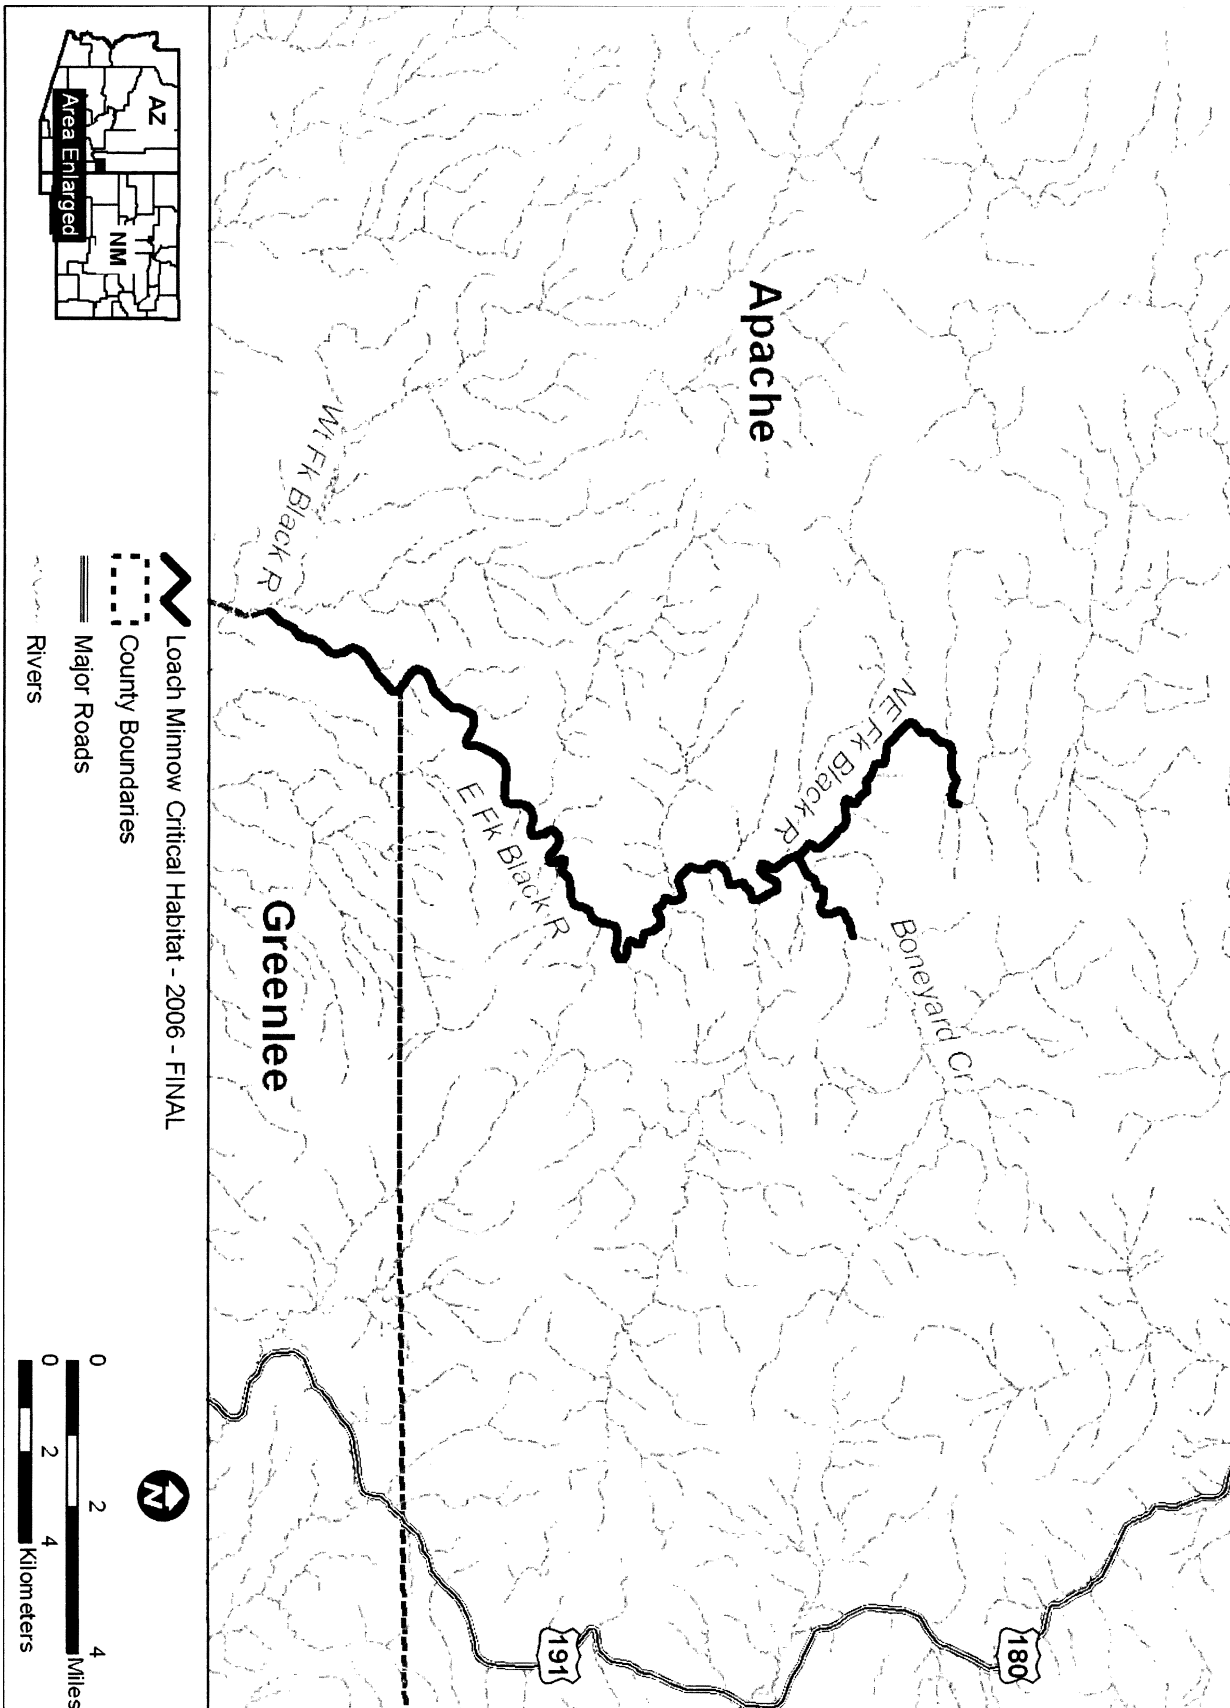 Apache
NE Fk Black R
Boneyard Cr
E Fk Black R
Wt Fk Black R
Greenlee
180
191
AZ
NM
Area Enlarged
Loach Minnow Critical Habitat - 2006 - FINAL
County Boundaries
Major Roads
Rivers
N
0 2 4 Miles
0 2 4 Kilometers